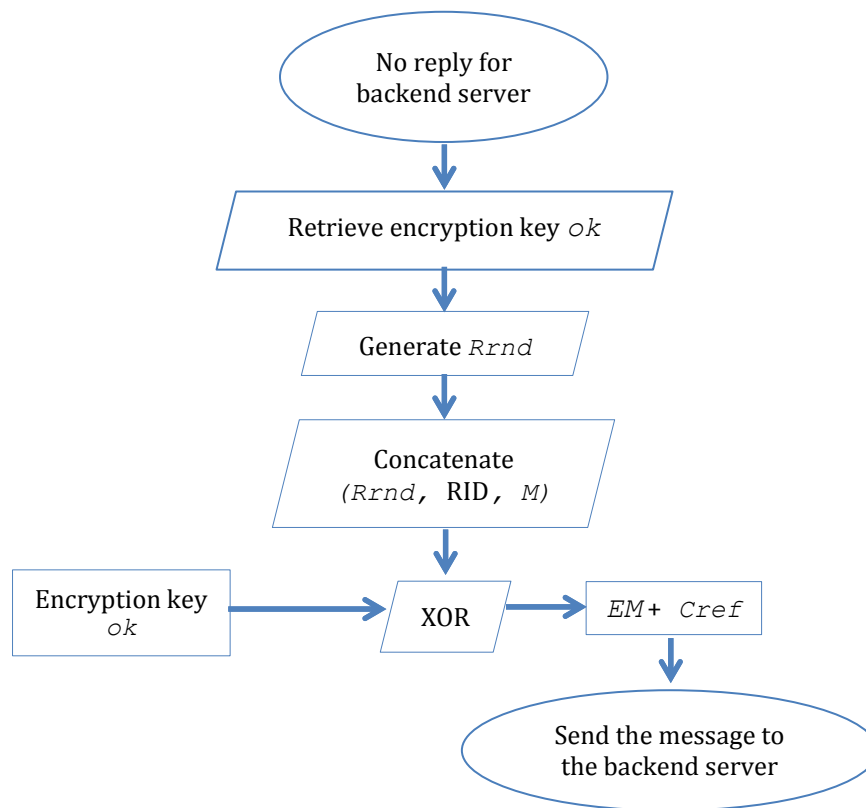 No reply for
backend server
Retrieve encryption key ok
Generate Rrnd
Concatenate
(Rrnd, RID, M)
Encryption key
ok
XOR
EM+ Cref
Send the message to
the backend server